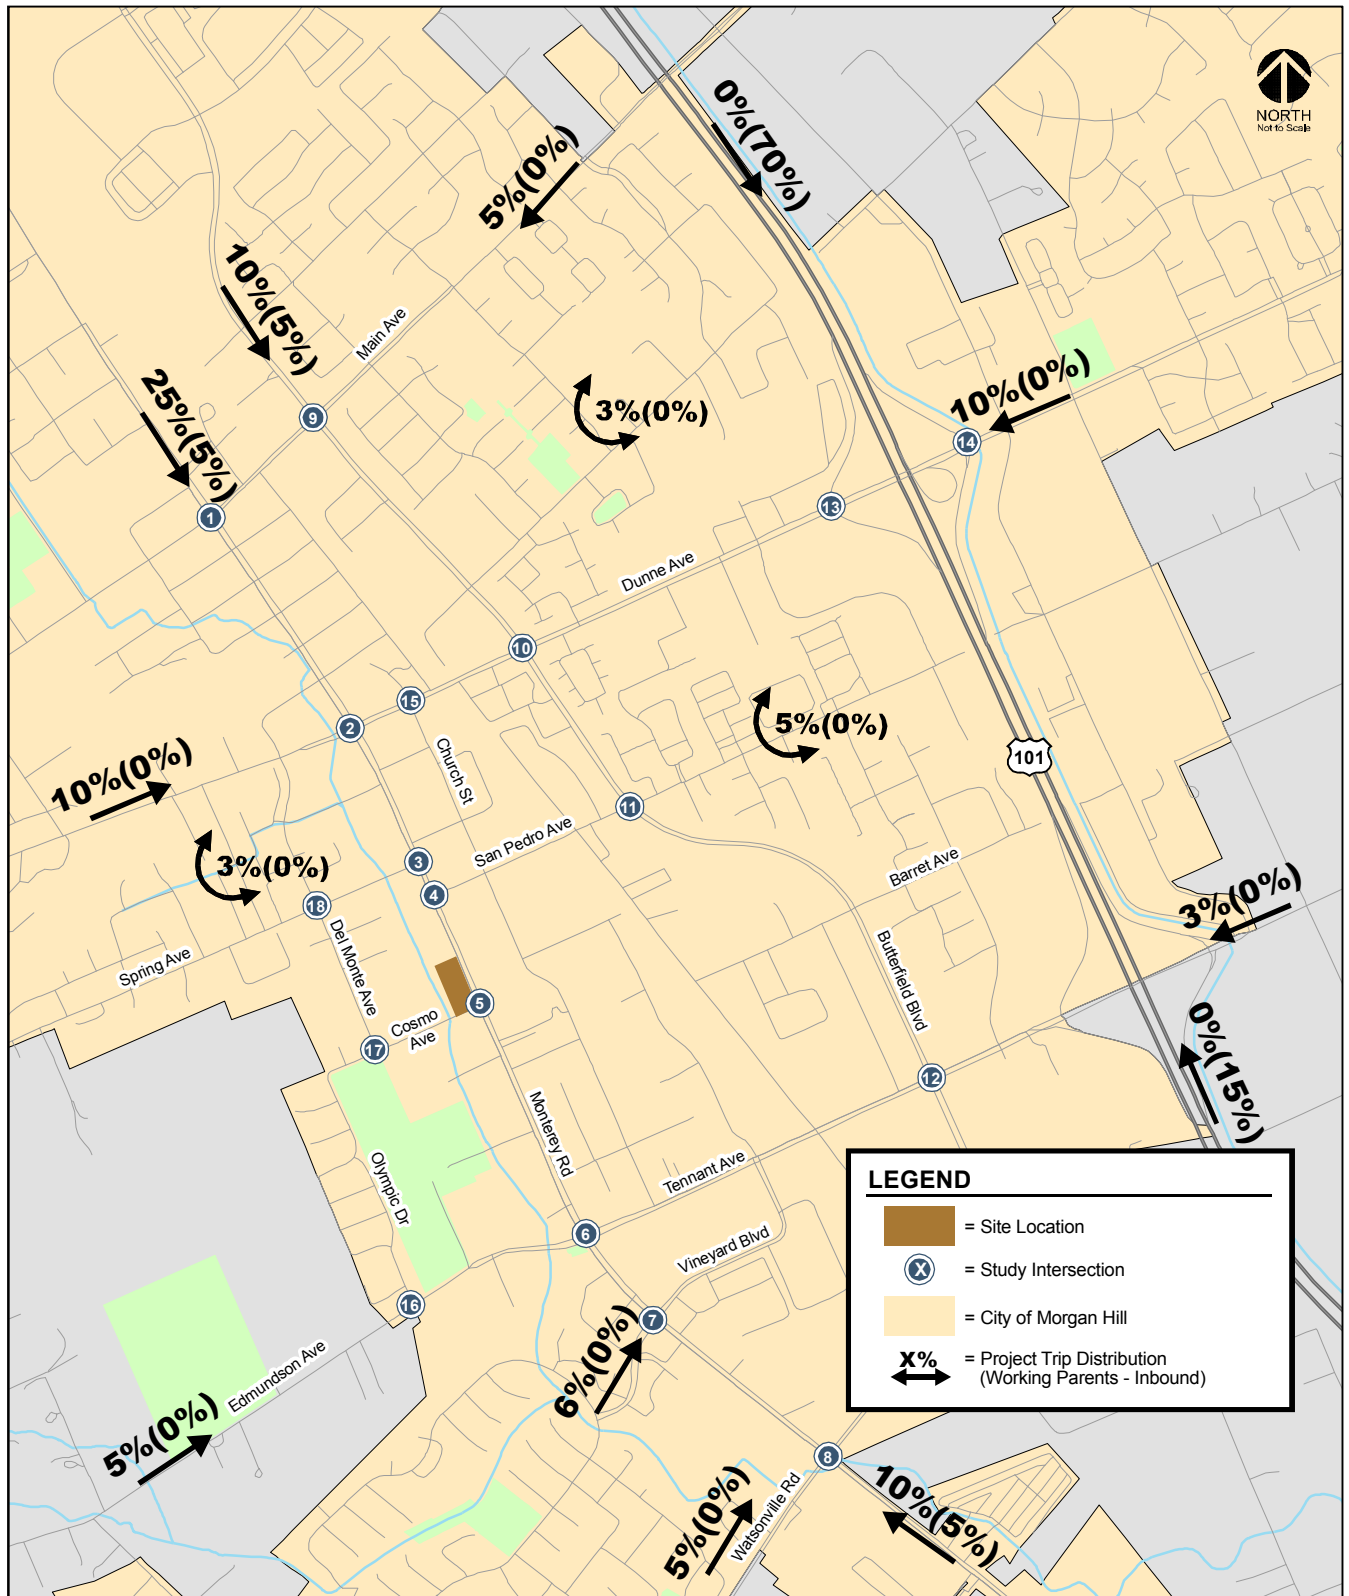 NORTH
Not to Scale
0%(70%)
5%(0%)
10%(5%)
Main Ave
25%(5%)
9
3%(0%)
10%(0%)
14
1
13
Dunne Ave
10
15
2
5%(0%)
Church St
101
10%(0%)
11
San Pedro Ave
3
3%(0%)
4
Barret Ave
3%(0%)
18
Del Monte Ave
Spring Ave
Butterfield Blvd
5
Cosmo
Ave
17
0%(15%)
12
Monterey Rd
Tennant Ave
Olympic Dr
6
Vineyard Blvd
16
7
6%(0%)
Edmundson Ave
5%(0%)
8
5%(0%)
Watsonville Rd
10%(5%)
LEGEND
= Site Location
X
= Study Intersection
= City of Morgan Hill
X%
= Project Trip Distribution
(Working Parents - Inbound)